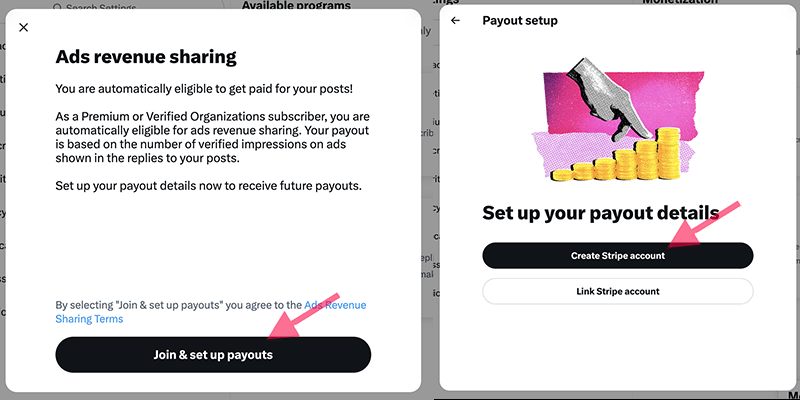 Search Settings
Available programs
Ads revenue sharing
You are automatically eligible to get paid for your posts!
As a Premium or Verified Organizations subscriber, you are
automatically eligible for ads revenue sharing. Your payout
is based on the number of verified impressions on ads
shown in the replies to your posts.
Set up your payout details now to receive future payouts.
By selecting "Join & set up payouts" you agree to the Ads Revenue
Sharing Terms
Join & set up payouts
Monetization
Payout setup
Set up your payout details
Create Stripe account
Link Stripe account